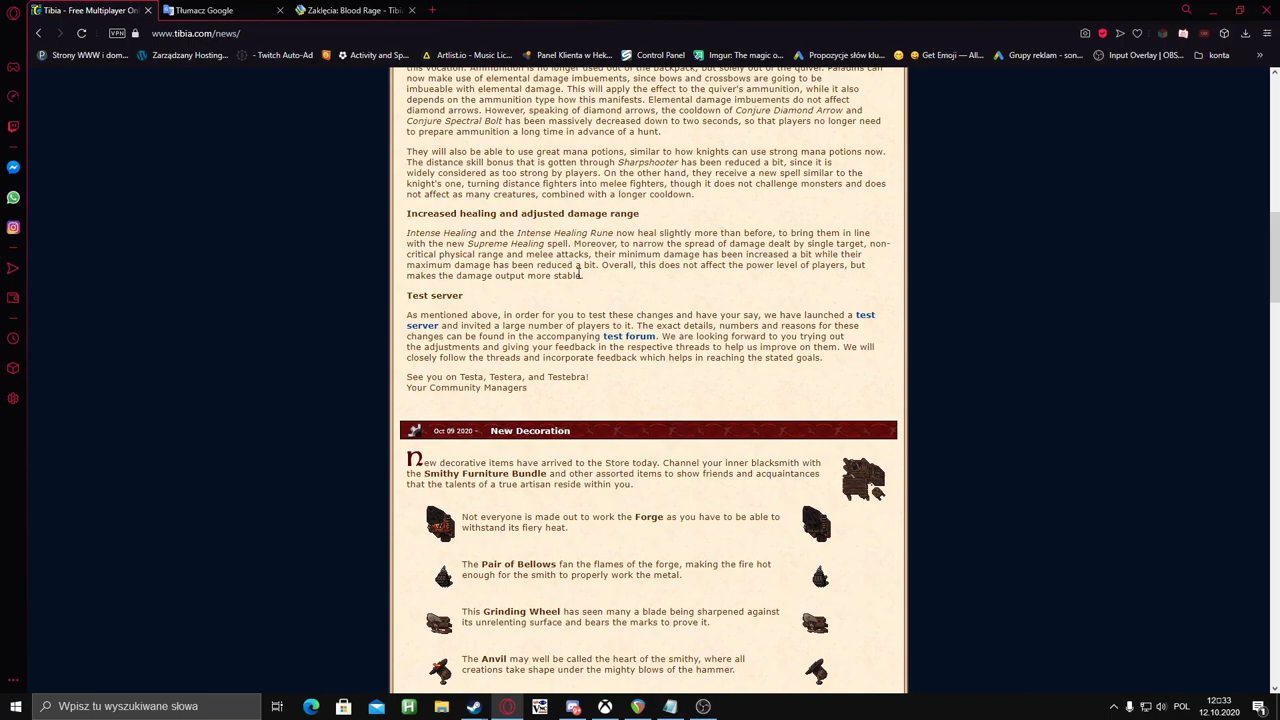 Tibia - Free Multiplayer On
Tłumacz Google
Zaklęcia: Blood Rage - Tibi
VPN
www.tibia.com/news/
Strony WWW i dom...
Zarządzany Hosting...
- Twitch Auto-Ad
Activity and Sp...
Artlist.io - Music Lic...
Panel Klienta w Hek...
Control Panel
Imgur: The magic o...
Propozycje słów klu...
Get Emoji — All...
Grupy reklam - son...
Input Overlay | OBS...
konta
this vocation. Ammunition is no longer used out of the backpack, but solely out of the quiver. Paladins can
now make use of elemental damage imbuements, since bows and crossbows are going to be
imbueable with elemental damage. This will apply the effect to the quiver's ammunition, while it also
depends on the ammunition type how this manifests. Elemental damage imbuements do not affect
diamond arrows. However, speaking of diamond arrows, the cooldown of Conjure Diamond Arrow and
Conjure Spectral Bolt has been massively decreased down to two seconds, so that players no longer need
to prepare ammunition a long time in advance of a hunt.
They will also be able to use great mana potions, similar to how knights can use strong mana potions now.
The distance skill bonus that is gotten through Sharpshooter has been reduced a bit, since it is
widely considered as too strong by players. On the other hand, they receive a new spell similar to the
knight's one, turning distance fighters into melee fighters, though it does not challenge monsters and does
not affect as many creatures, combined with a longer cooldown.
Increased healing and adjusted damage range
Intense Healing and the Intense Healing Rune now heal slightly more than before, to bring them in line
with the new Supreme Healing spell. Moreover, to narrow the spread of damage dealt by single target, non-
critical physical range and melee attacks, their minimum damage has been increased a bit while their
maximum damage has been reduced a bit. Overall, this does not affect the power level of players, but
makes the damage output more stable.
Test server
As mentioned above, in order for you to test these changes and have your say, we have launched a test
server and invited a large number of players to it. The exact details, numbers and reasons for these
changes can be found in the accompanying test forum. We are looking forward to you trying out
the adjustments and giving your feedback in the respective threads to help us improve on them. We will
closely follow the threads and incorporate feedback which helps in reaching the stated goals.
See you on Testa, Testera, and Testebra!
Your Community Managers
Oct 09 2020 - New Decoration
New decorative items have arrived to the Store today. Channel your inner blacksmith with
the Smithy Furniture Bundle and other assorted items to show friends and acquaintances
that the talents of a true artisan reside within you.
Not everyone is made out to work the Forge as you have to be able to
withstand its fiery heat.
The Pair of Bellows fan the flames of the forge, making the fire hot
enough for the smith to properly work the metal.
This Grinding Wheel has seen many a blade being sharpened against
its unrelenting surface and bears the marks to prove it.
The Anvil may well be called the heart of the smithy, where all
creations take shape under the mighty blows of the hammer.
Wpisz tu wyszukiwane słowa
POL
12:33
12.10.2020